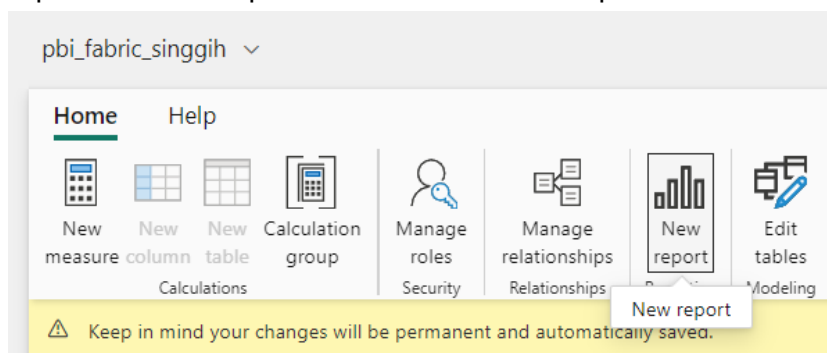 pbi_fabric_singgih
Home Help
New New New Calculation Manage Manage New Edit
measure column table group roles relationships report tables
Calculations Security Relationships Modeling
New report
Keep in mind your changes will be permanent and automatically saved.